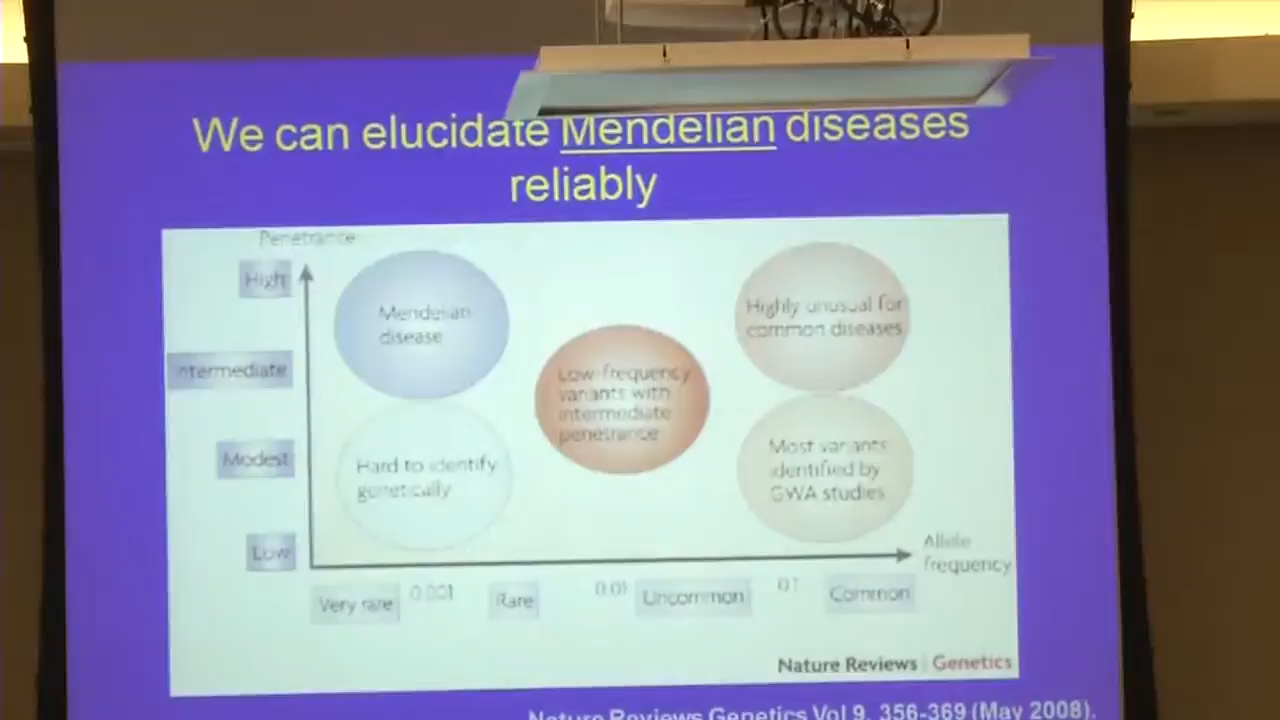 We can elucidate Mendelian diseases
reliably
Penetrance
High
Intermediate
Modest
Low
Mendelian
disease
Hard to identify
genetically
Low-frequency
variants with
intermediate
penetrance
Highly unusual for
common diseases
Most variants
identified by
GWA studies
Allele
frequency
Very rare
0.001
Rare
0.01
Uncommon
0.1
Common
Nature Reviews | Genetics
Nature Reviews Genetics Vol 9, 356-369 (May 2008).